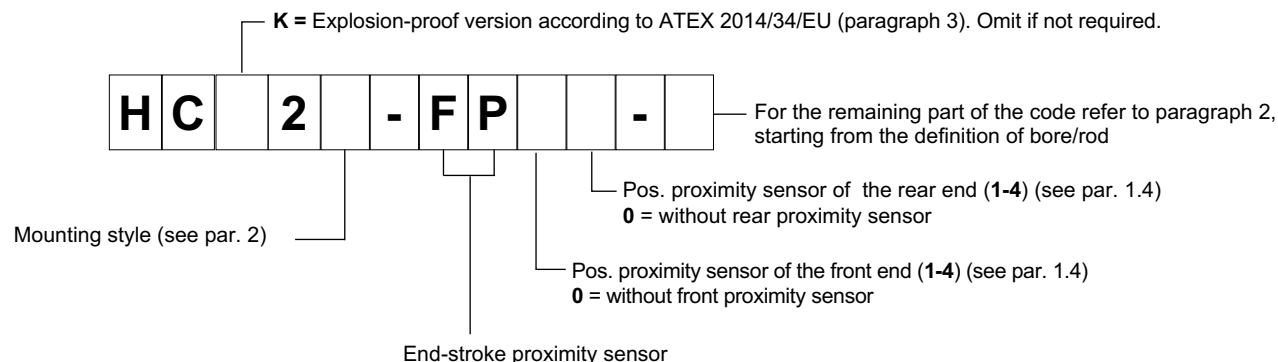 K = Explosion-proof version according to ATEX 2014/34/EU (paragraph 3). Omit if not required.
H C 2 - F P -
For the remaining part of the code refer to paragraph 2,
starting from the definition of bore/rod
Pos. proximity sensor of the rear end (1-4) (see par. 1.4)
0 = without rear proximity sensor
Mounting style (see par. 2)
Pos. proximity sensor of the front end (1-4) (see par. 1.4)
0 = without front proximity sensor
End-stroke proximity sensor